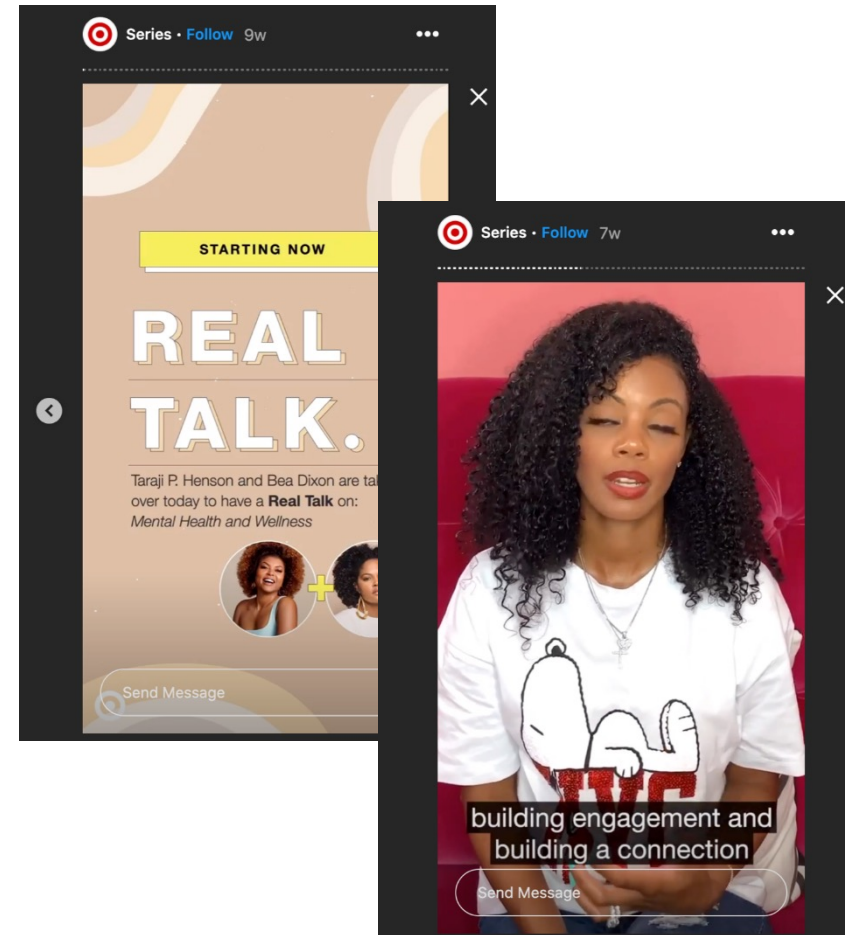 Series • Follow 9w
STARTING NOW
REAL
TALK.
Taraji P. Henson and Bea Dixon are
over today to have a Real Talk on:
Mental Health and Wellness
Send Message
Series • Follow 7w
building engagement and
building a connection
Send Message